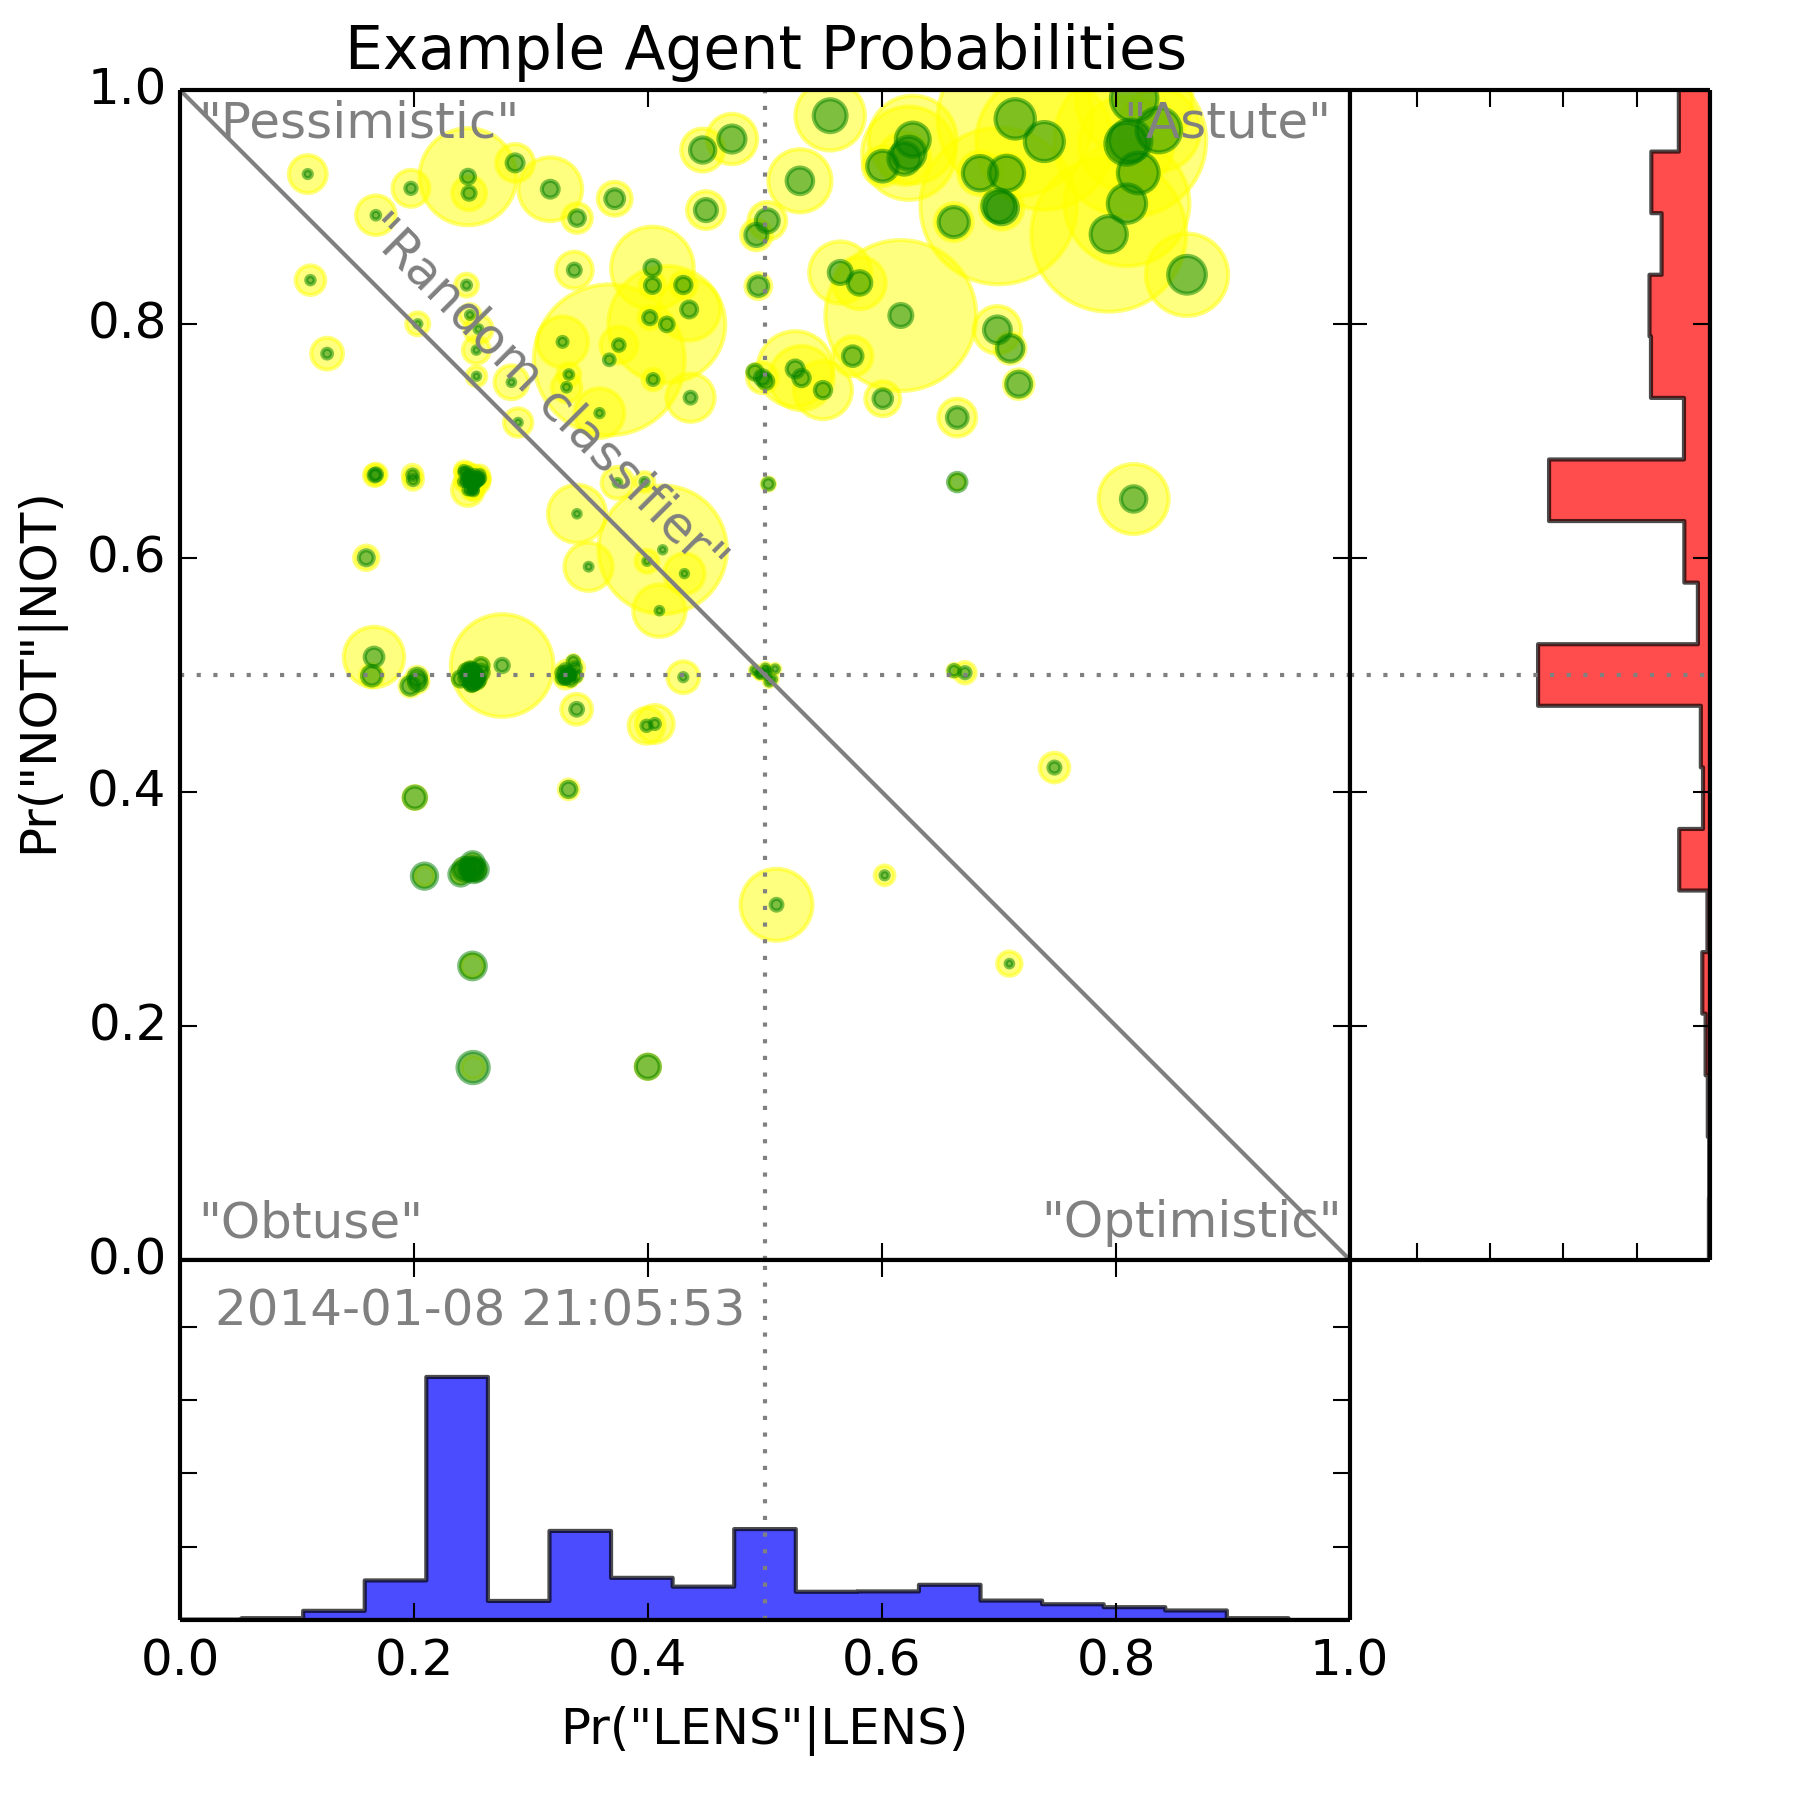 Example Agent Probabilities
1.0
"Pessimistic"
"Astute"
"Random classifier"
0.8
0.6
Pr("NOT"|NOT)
0.4
0.2
"Obtuse"
"Optimistic"
0.0
2014-01-08 21:05:53
0.0 0.2 0.4 0.6 0.8 1.0
Pr("LENS"|LENS)